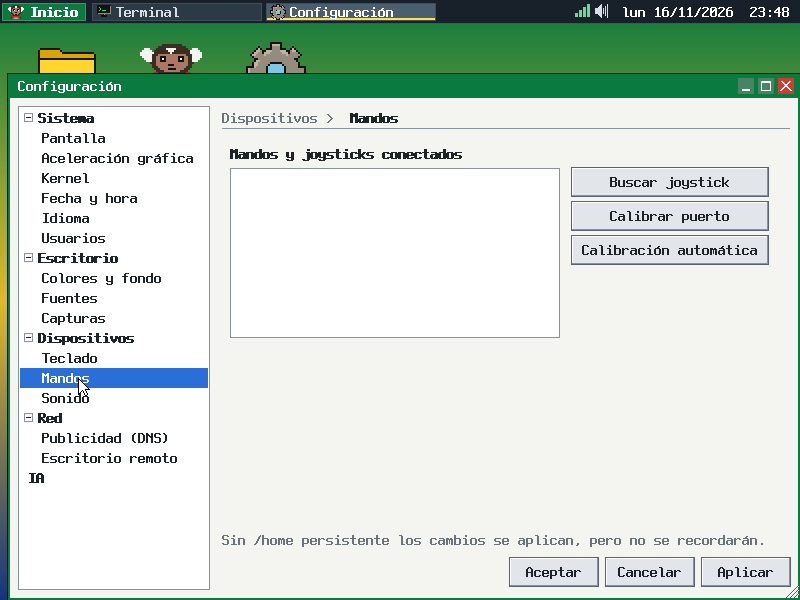 Inicio Terminal Configuración lun 16/11/2026 23:48
Configuración
Sistema
Pantalla
Aceleración gráfica
Kernel
Fecha y hora
Idioma
Usuarios
Escritorio
Colores y fondo
Fuentes
Capturas
Dispositivos
Teclado
Mandos
Sonido
Red
Publicidad (DNS)
Escritorio remoto
IA
Dispositivos > Mandos
Mandos y joysticks conectados
Buscar joystick
Calibrar puerto
Calibración automática
Sin /home persistente los cambios se aplican, pero no se recordarán.
Aceptar Cancelar Aplicar